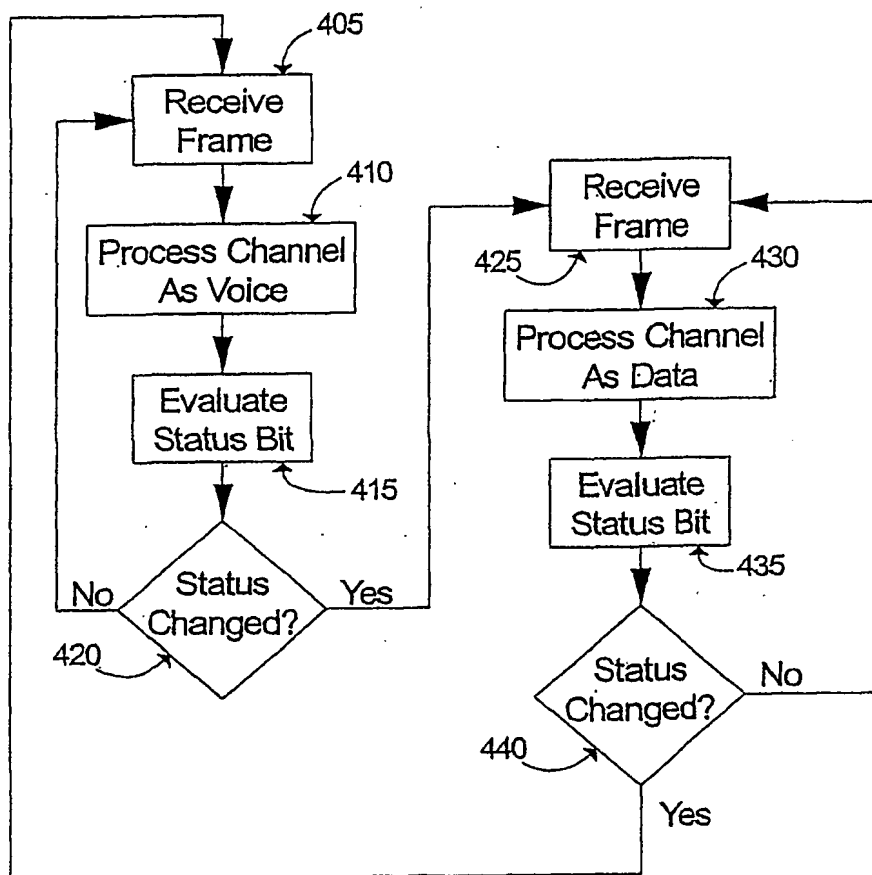 405
Receive
Frame
410
Process Channel
As Voice
Evaluate
Status Bit
415
Status
Changed?
No
Yes
420
Receive
Frame
425
430
Process Channel
As Data
Evaluate
Status Bit
435
Status
Changed?
No
440
Yes